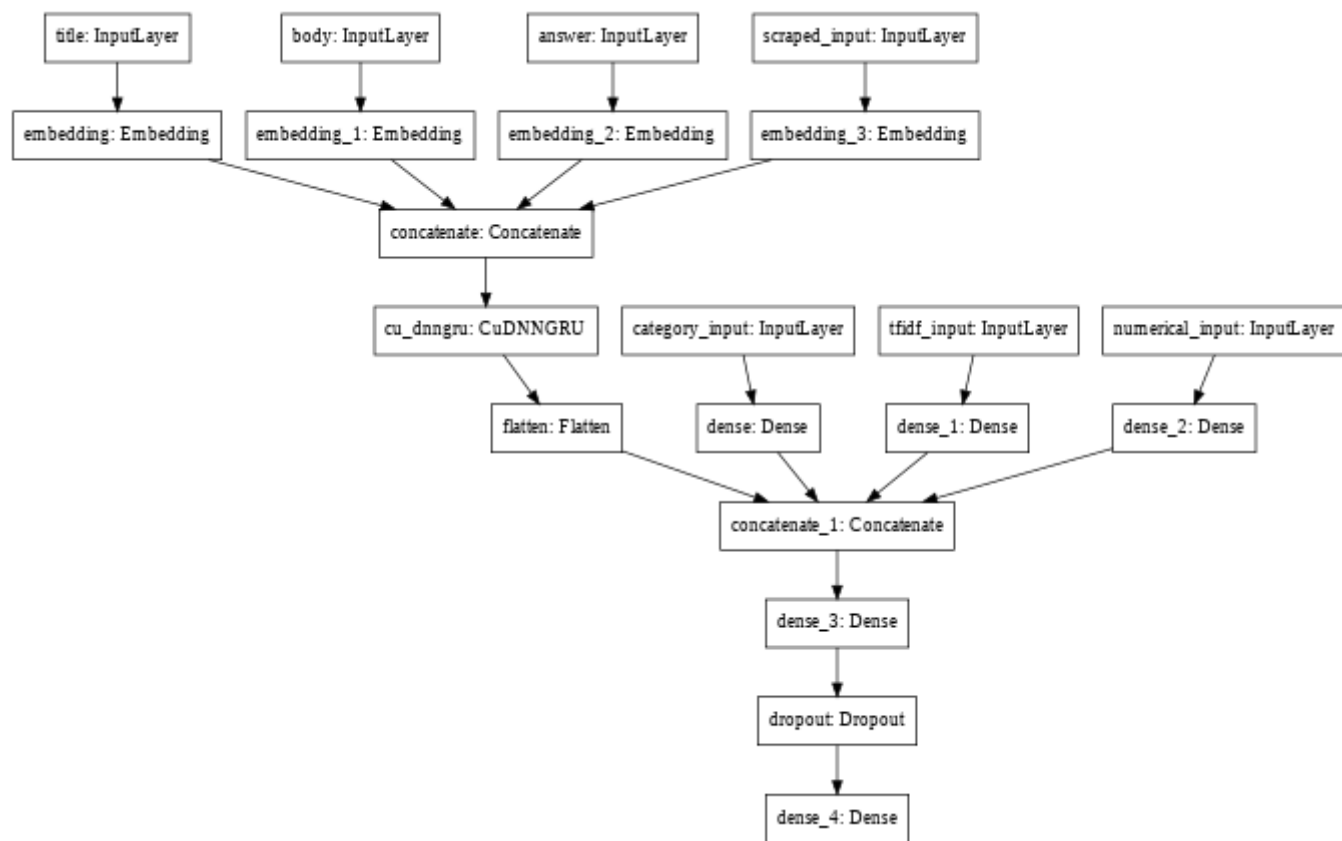 title: InputLayer
body: InputLayer
answer: InputLayer
scraped_input: InputLayer
embedding: Embedding
embedding_1: Embedding
embedding_2: Embedding
embedding_3: Embedding
concatenate: Concatenate
cu_dnngru: CuDNNGRU
category_input: InputLayer
tfidf_input: InputLayer
numerical_input: InputLayer
flatten: Flatten
dense: Dense
dense_1: Dense
dense_2: Dense
concatenate_1: Concatenate
dense_3: Dense
dropout: Dropout
dense_4: Dense